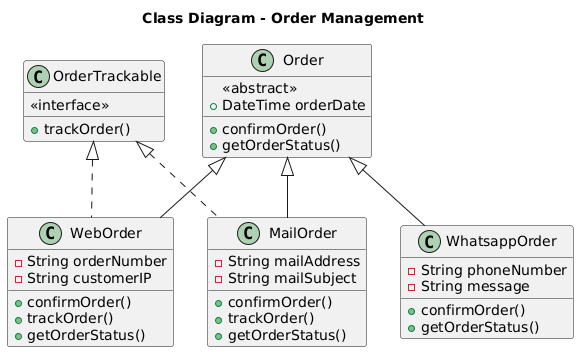 Class Diagram - Order Management
C OrderTrackable
«interface»
trackOrder()
C Order
«abstract»
DateTime orderDate
confirmOrder()
getOrderStatus()
C WebOrder
String orderNumber
String customerIP
confirmOrder()
trackOrder()
getOrderStatus()
C MailOrder
String mailAddress
String mailSubject
confirmOrder()
trackOrder()
getOrderStatus()
C WhatsappOrder
String phoneNumber
String message
confirmOrder()
getOrderStatus()